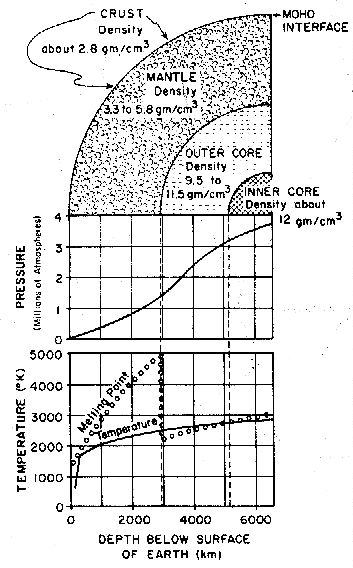 CRUST
Density
about 2.8 gm/cm³
MOHO
INTERFACE
MANTLE
Density
3.3 to 5.8 gm/cm³
OUTER CORE
Density
9.5 to
11.5 gm/cm³
INNER CORE
Density about
12 gm/cm³
PRESSURE
(Millions of Atmospheres)
4
3
2
1
0
TEMPERATURE (°K)
5000
4000
3000
2000
1000
0
Melting Point
Temperature
0 2000 4000 6000
DEPTH BELOW SURFACE
OF EARTH (km)